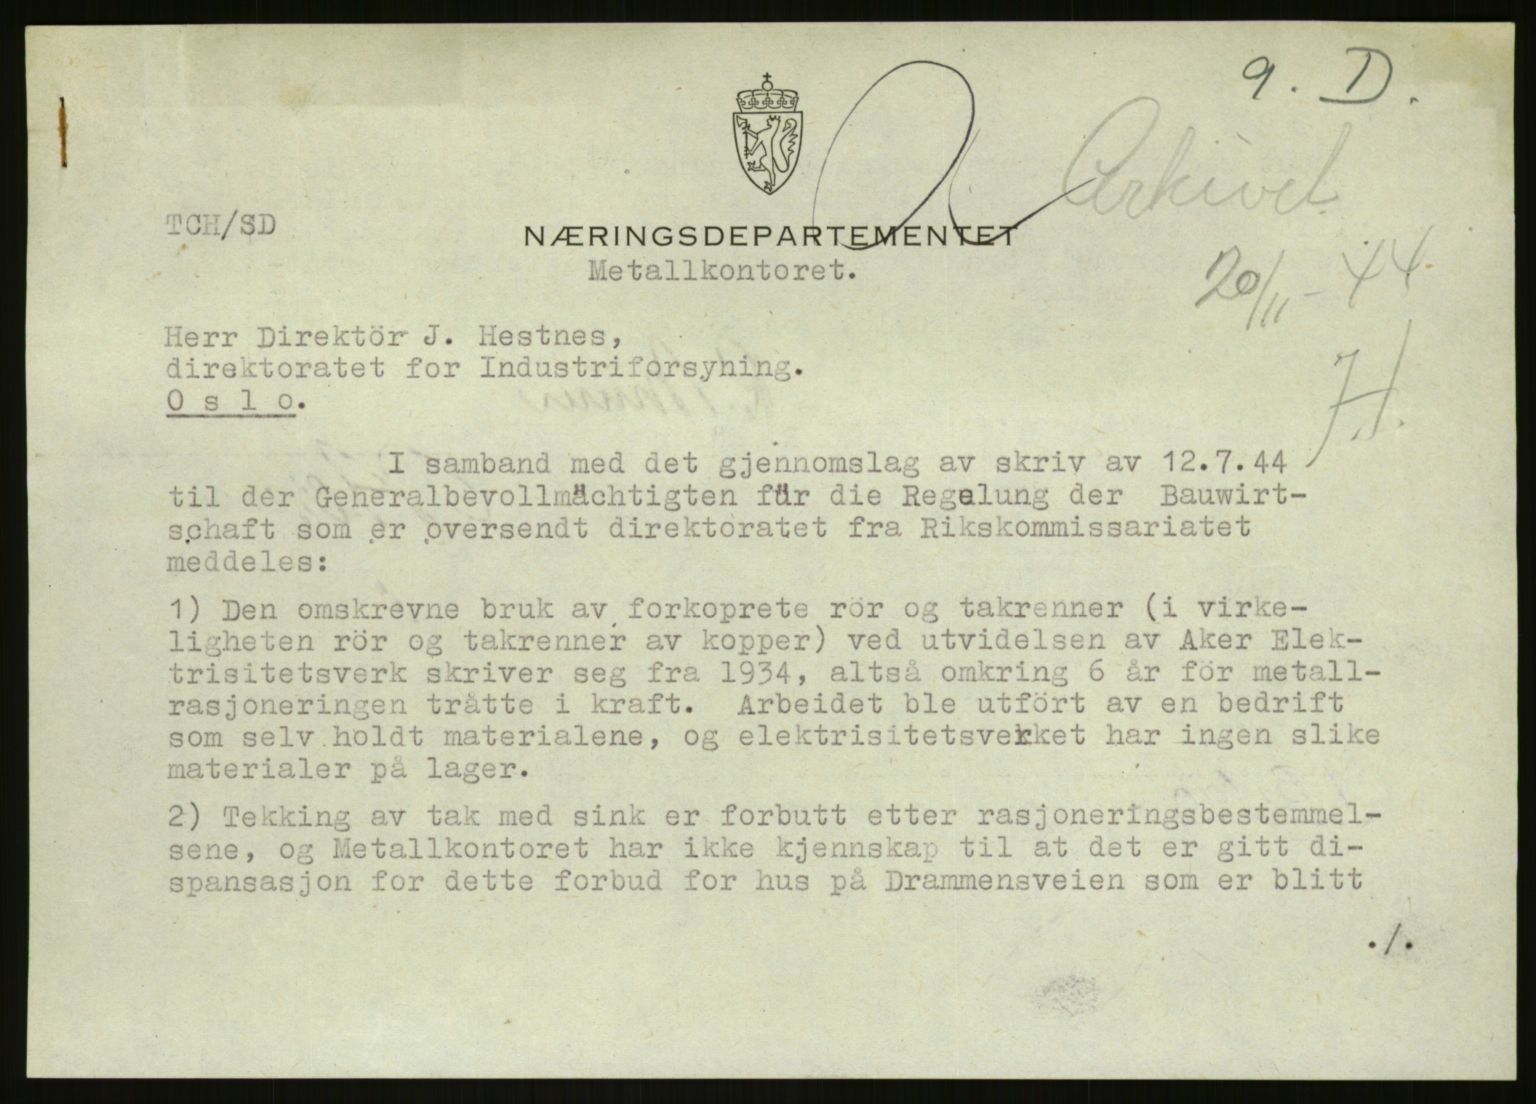 9. D.
Arkivet
20/11-44.
H.
TCH/SD
NÆRINGSDEPARTEMENTET
Metallkontoret.
Herr Direktör J. Hestnes,
direktoratet for Industriforsyning.
O s l o.
I samband med det gjennomslag av skriv av 12.7.44
til der Generalbevollmächtigten für die Regelung der Bauwirt-
schaft som er oversendt direktoratet fra Rikskommissariatet
meddeles:
1) Den omskrevne bruk av forkoprete rör og takrenner (i virke-
ligheten rör og takrenner av kopper) ved utvidelsen av Aker Elek-
trisitetsverk skriver seg fra 1934, altså omkring 6 år för metall-
rasjoneringen tråtte i kraft. Arbeidet ble utfört av en bedrift
som selv holdt materialene, og elektrisitetsverket har ingen slike
materialer på lager.
2) Tekking av tak med sink er forbutt etter rasjoneringsbestemmel-
sene, og Metallkontoret har ikke kjennskap til at det er gitt di-
spansasjon for dette forbud for hus på Drammensveien som er blitt
./.